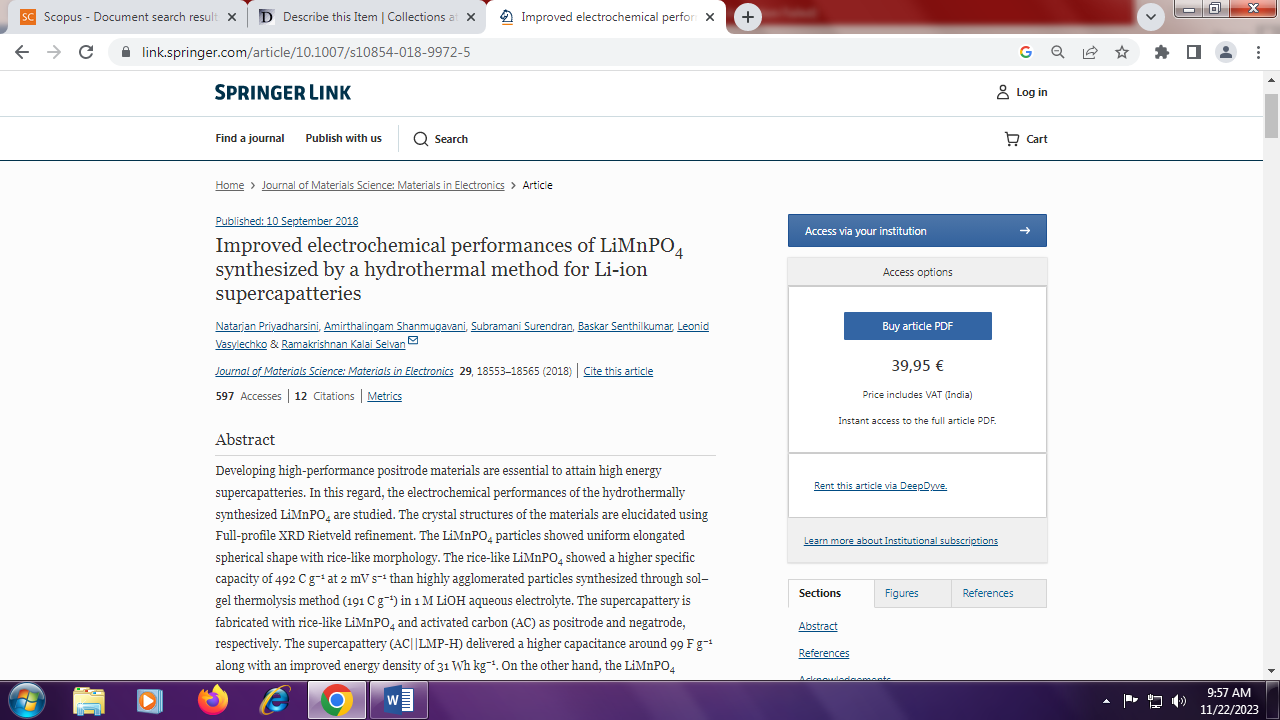 Scopus - Document search result
Describe this Item | Collections a
Improved electrochemical perfor
link.springer.com/article/10.1007/s10854-018-9972-5
SPRINGER LINK
Log in
Find a journal
Publish with us
Search
Cart
Home > Journal of Materials Science: Materials in Electronics > Article
Published: 10 September 2018
Improved electrochemical performances of LiMnPO₄
synthesized by a hydrothermal method for Li-ion
supercapatteries
Natarjan Priyadharsini, Amirthalingam Shanmugavani, Subramani Surendran, Baskar Senthilkumar, Leonid
Vasylechko & Ramakrishnan Kalai Selvan
Journal of Materials Science: Materials in Electronics 29, 18553–18565 (2018) | Cite this article
597 Accesses | 12 Citations | Metrics
Abstract
Developing high-performance positrode materials are essential to attain high energy
supercapatteries. In this regard, the electrochemical performances of the hydrothermally
synthesized LiMnPO₄ are studied. The crystal structures of the materials are elucidated using
Full-profile XRD Rietveld refinement. The LiMnPO₄ particles showed uniform elongated
spherical shape with rice-like morphology. The rice-like LiMnPO₄ showed a higher specific
capacity of 492 C g⁻¹ at 2 mV s⁻¹ than highly agglomerated particles synthesized through sol–
gel thermolysis method (191 C g⁻¹) in 1 M LiOH aqueous electrolyte. The supercapattery is
fabricated with rice-like LiMnPO₄ and activated carbon (AC) as positrode and negatrode,
respectively. The supercapattery (AC||LMP-H) delivered a higher capacitance around 99 F g⁻¹
along with an improved energy density of 31 Wh kg⁻¹. On the other hand, the LiMnPO₄
Access via your institution →
Access options
Buy article PDF
39,95 €
Price includes VAT (India)
Instant access to the full article PDF.
Rent this article via DeepDyve.
Learn more about Institutional subscriptions
Sections
Figures
References
Abstract
References
Acknowledgements
9:57 AM
11/22/2023